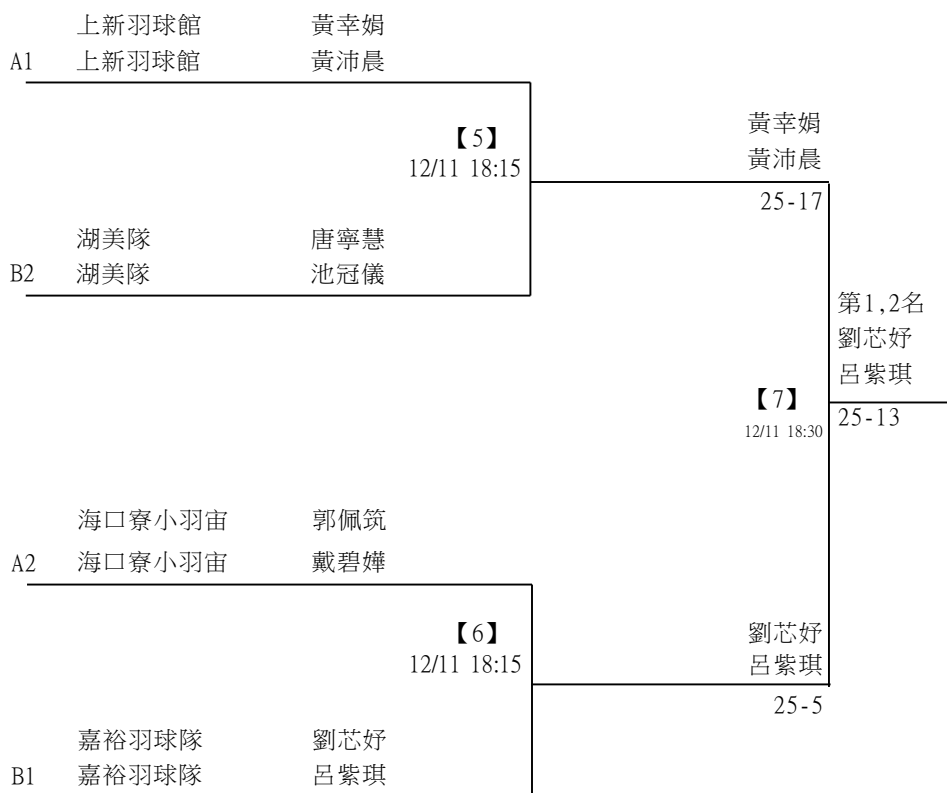 上新羽球館 黃幸娟
A1 上新羽球館 黃沛晨
【5】
12/11 18:15
黃幸娟
黃沛晨
25-17
湖美隊 唐寧慧
B2 湖美隊 池冠儀
第1,2名
劉芯妤
呂紫琪
25-13
【7】
12/11 18:30
海口寮小羽宙 郭佩筑
A2 海口寮小羽宙 戴碧嬅
【6】
12/11 18:15
劉芯妤
呂紫琪
25-5
嘉裕羽球隊 劉芯妤
B1 嘉裕羽球隊 呂紫琪